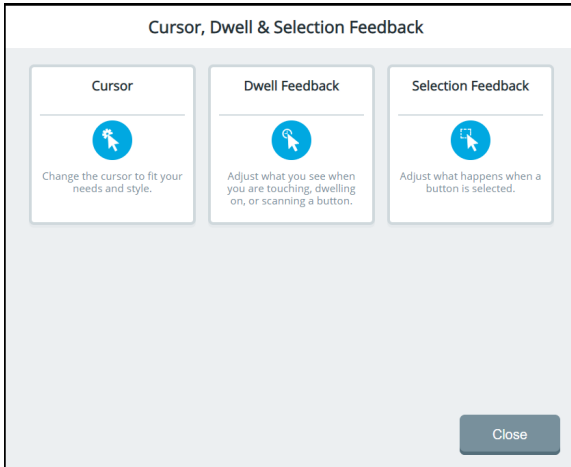 Cursor, Dwell & Selection Feedback
Cursor
Change the cursor to fit your
needs and style.
Dwell Feedback
Adjust what you see when
you are touching, dwelling
on, or scanning a button.
Selection Feedback
Adjust what happens when a
button is selected.
Close